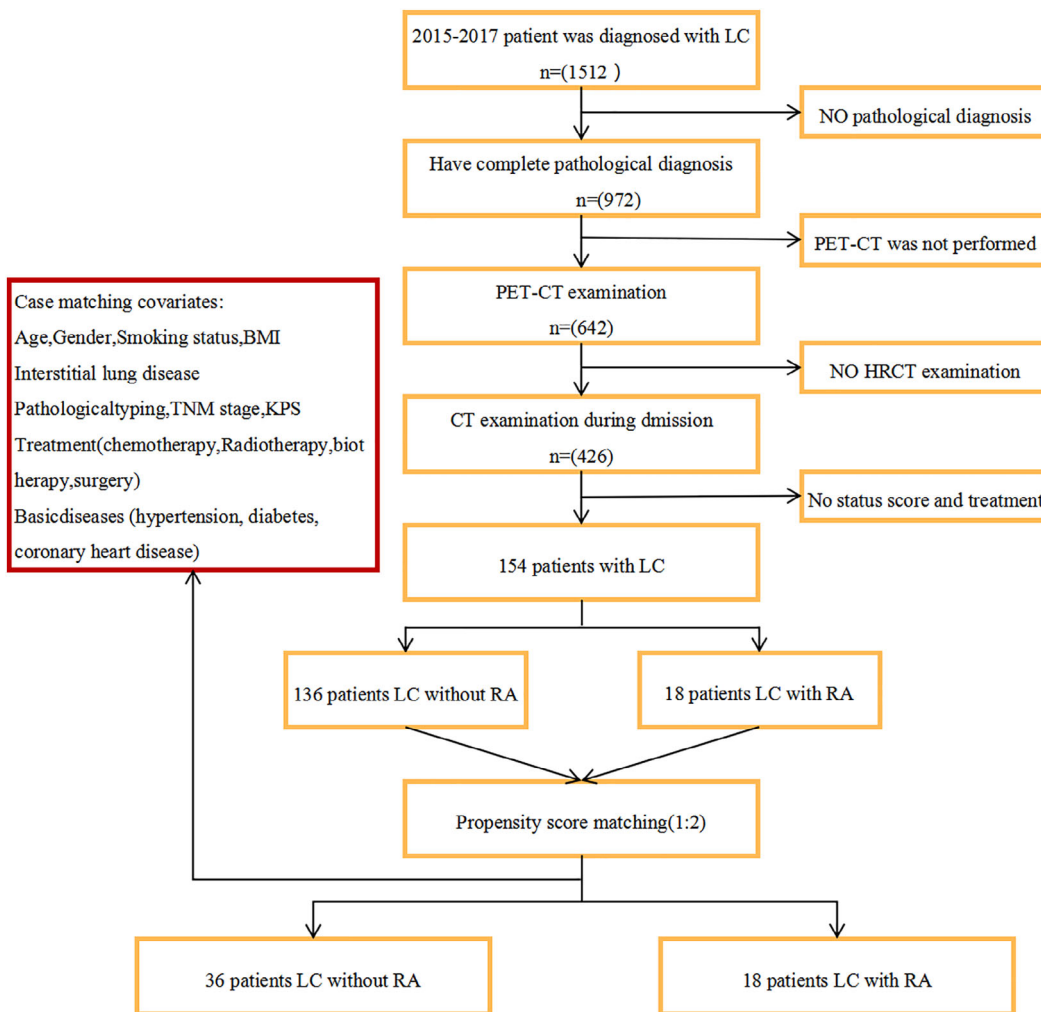 2015-2017 patient was diagnosed with LC
n=(1512 )
NO pathological diagnosis
Have complete pathological diagnosis
n=(972)
PET-CT was not performed
PET-CT examination
n=(642)
NO HRCT examination
CT examination during dmission
n=(426)
No status score and treatment
154 patients with LC
Case matching covariates:
Age,Gender,Smoking status,BMI
Interstitial lung disease
Pathologicaltyping,TNM stage,KPS
Treatment(chemotherapy,Radiotherapy,biot
herapy,surgery)
Basicdiseases (hypertension, diabetes,
coronary heart disease)
136 patients LC without RA
18 patients LC with RA
Propensity score matching(1:2)
36 patients LC without RA
18 patients LC with RA